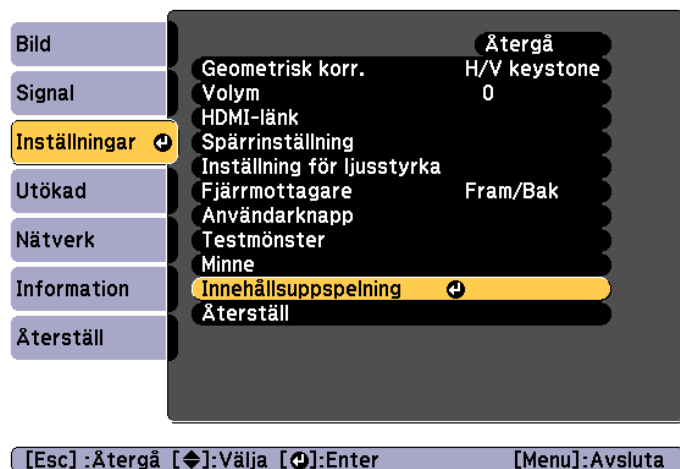 Bild
Signal
Inställningar
Utökad
Nätverk
Information
Återställ
Återgå
Geometrisk korr. H/V keystone
Volym 0
HDMI-länk
Spärrinställning
Inställning för ljusstyrka
Fjärrmottagare Fram/Bak
Användarknapp
Testmönster
Minne
Innehållsuppspelning
Återställ
[Esc] :Återgå [◆]:Välja [⏎]:Enter [Menu]:Avsluta